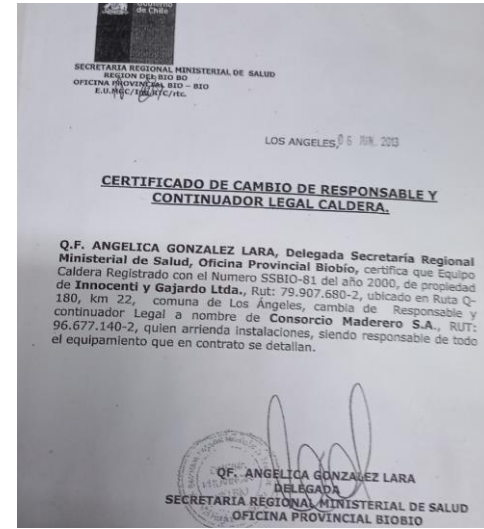 Gobierno
de Chile
SECRETARIA REGIONAL MINISTERIAL DE SALUD
REGION DEL BIO BO
OFICINA PROVINCIAL BIO – BIO
LOS ANGELES, 06 2013
CERTIFICADO DE CAMBIO DE RESPONSABLE Y
CONTINUADOR LEGAL CALDERA.
Q.F. ANGELICA GONZALEZ LARA, Delegada Secretaría Regional
Ministerial de Salud, Oficina Provincial Biobío, certifica que Equipo
Caldera Registrado con el Numero SSBIO-81 del año 2000, de propiedad
de Innocenti y Gajardo Ltda., Rut: 79.907.680-2, ubicado en Ruta Q-
180, km 22, comuna de Los Ángeles, cambia de Responsable y
continuador Legal a nombre de Consorcio Maderero S.A., RUT:
96.677.140-2, quien arrienda instalaciones, siendo responsable de todo
el equipamiento que en contrato se detallan.
QF. ANGELICA GONZALEZ LARA
DELEGADA
SECRETARIA REGIONAL MINISTERIAL DE SALUD
OFICINA PROVINCIAL BIOBIO